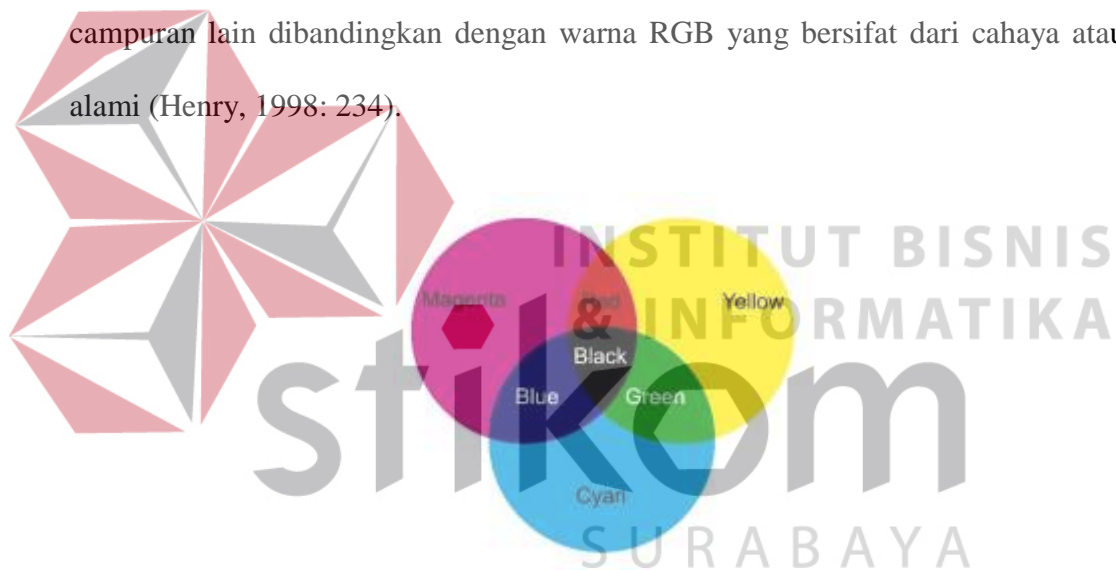 campuran lain dibandingkan dengan warna RGB yang bersifat dari cahaya atau
alami (Henry, 1998: 234).
INSTITUT BISNIS
& INFORMATIKA
stikom
SURABAYA
Magenta
Red
Yellow
Black
Blue
Green
Cyan